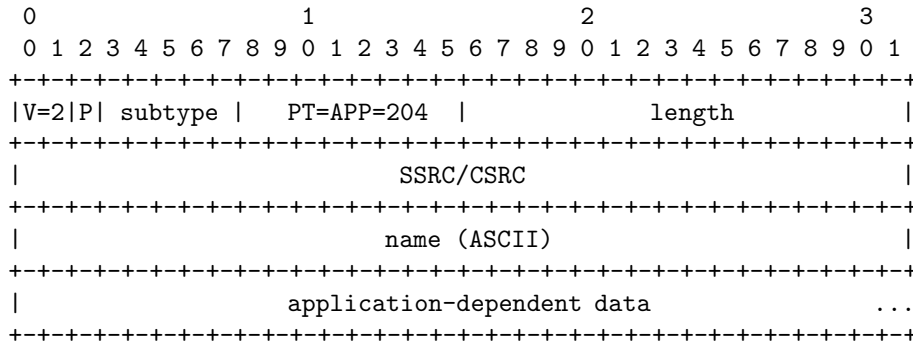 0                   1                   2                   3
0 1 2 3 4 5 6 7 8 9 0 1 2 3 4 5 6 7 8 9 0 1 2 3 4 5 6 7 8 9 0 1
+-+-+-+-+-+-+-+-+-+-+-+-+-+-+-+-+-+-+-+-+-+-+-+-+-+-+-+-+-+-+-+-+
|V=2|P| subtype |   PT=APP=204  |             length            |
+-+-+-+-+-+-+-+-+-+-+-+-+-+-+-+-+-+-+-+-+-+-+-+-+-+-+-+-+-+-+-+-+
|                           SSRC/CSRC                           |
+-+-+-+-+-+-+-+-+-+-+-+-+-+-+-+-+-+-+-+-+-+-+-+-+-+-+-+-+-+-+-+-+
|                          name (ASCII)                         |
+-+-+-+-+-+-+-+-+-+-+-+-+-+-+-+-+-+-+-+-+-+-+-+-+-+-+-+-+-+-+-+-+
|                   application-dependent data                ...
+-+-+-+-+-+-+-+-+-+-+-+-+-+-+-+-+-+-+-+-+-+-+-+-+-+-+-+-+-+-+-+-+